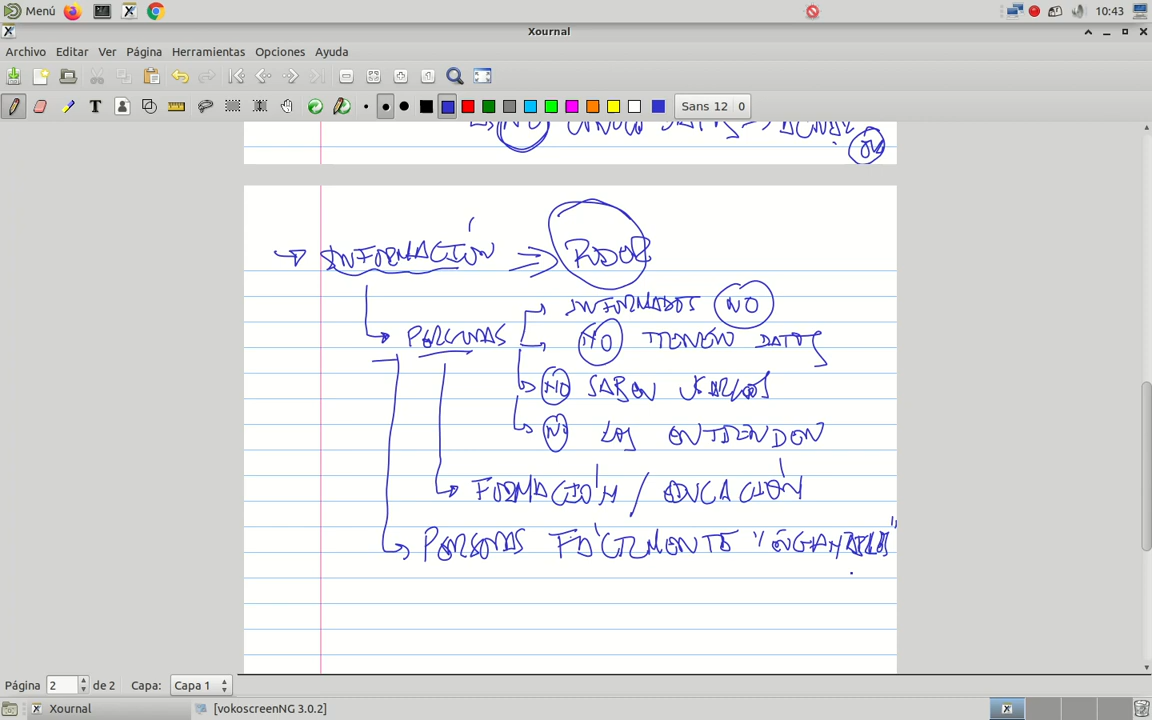 Menú 10:43
Xournal
Archivo Editar Ver Página Herramientas Opciones Ayuda
Sans 12 0
NO
→ INFORMACIÓN ⇒ PODER
INFORMADOS NO
PERSONAS NO TIENEN DATOS
NO SABEN USARLOS
NO LOS ENTIENDEN
FORMACIÓN / EDUCACIÓN
PERSONAS FÁCILMENTE "ENGAÑABLES"
Página 2 de 2 Capa: Capa 1
Xournal [vokoscreenNG 3.0.2]